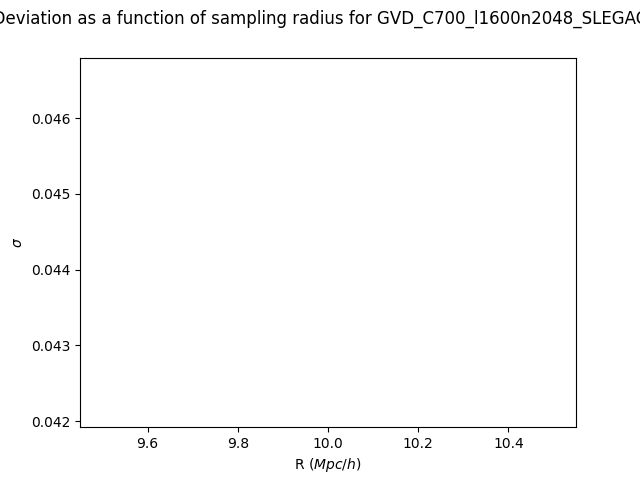 Deviation as a function of sampling radius for GVD_C700_l1600n2048_SLEGAC
0.046
0.045
0.044
0.043
0.042
σ
9.6 9.8 10.0 10.2 10.4
R (Mpc/h)